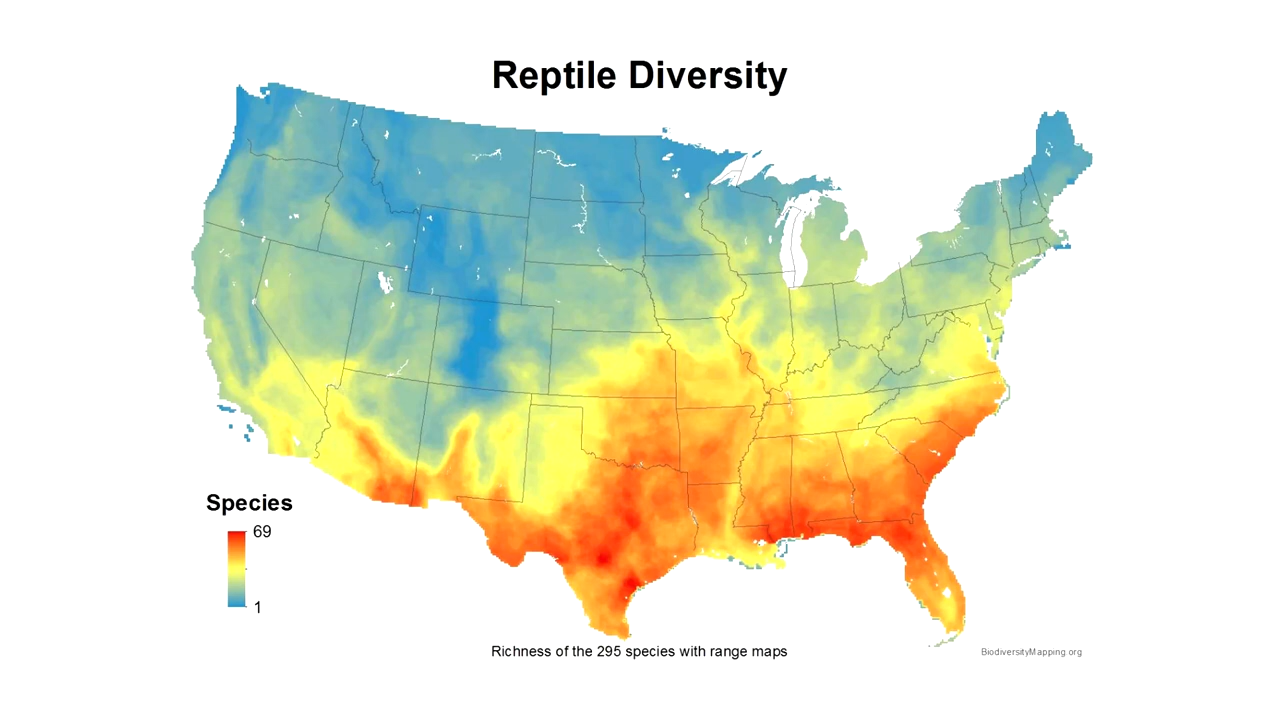 Reptile Diversity
Species
69
1
Richness of the 295 species with range maps
BiodiversityMapping.org